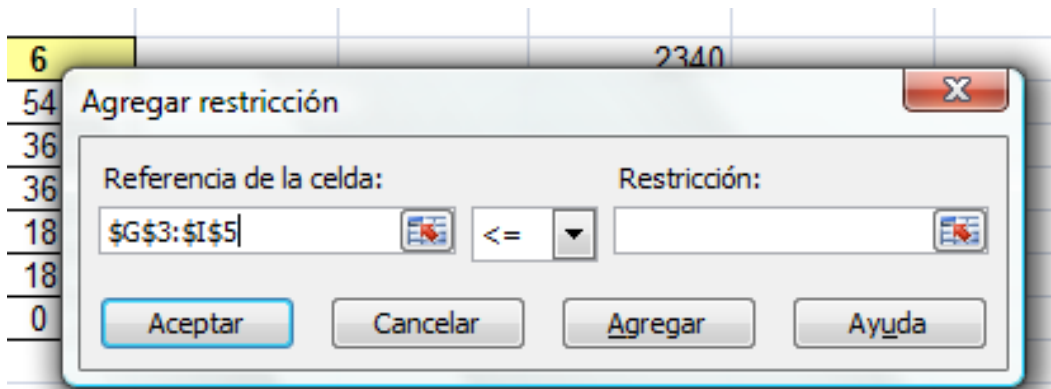 6 2340
54 Agregar restricción
36
36 Referencia de la celda: Restricción:
18 $G$3:$I$5 <=
18
0 Aceptar Cancelar Agregar Ayuda